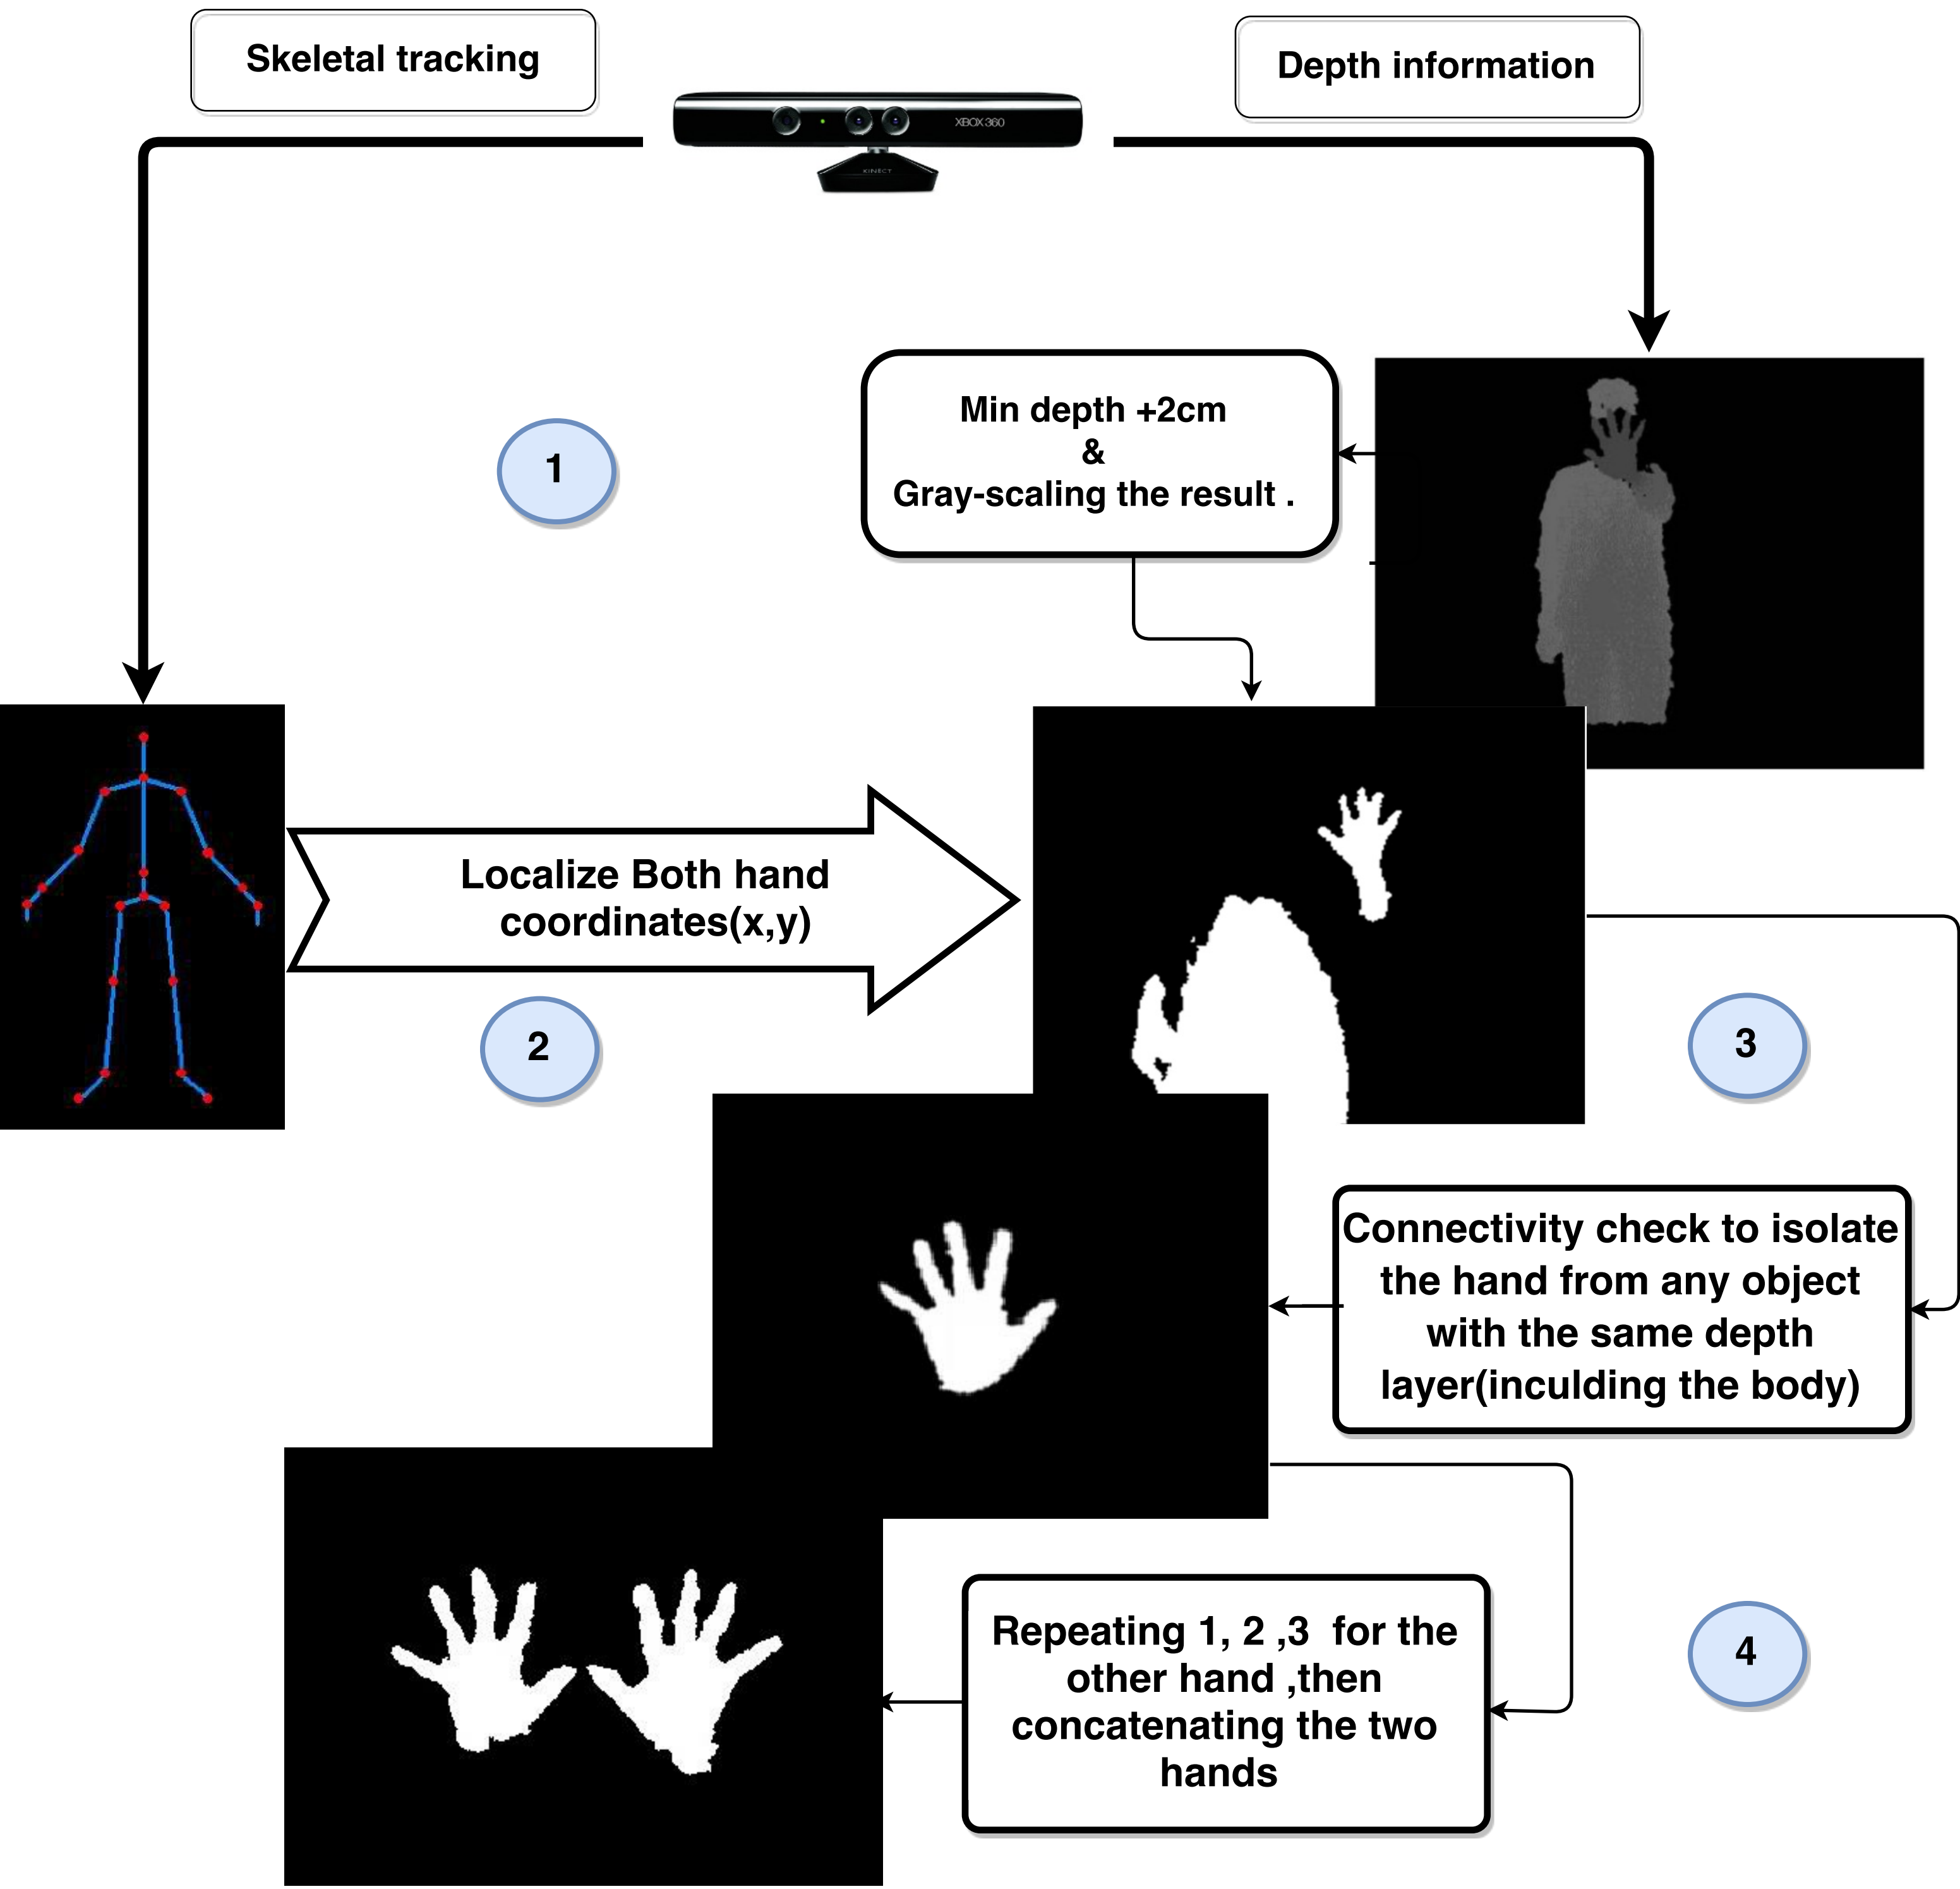 Skeletal tracking
Depth information
XBOX 360
KINECT
Min depth +2cm
&
Gray-scaling the result .
1
Localize Both hand
coordinates(x,y)
2
3
Connectivity check to isolate
the hand from any object
with the same depth
layer(inculding the body)
Repeating 1, 2 ,3 for the
other hand ,then
concatenating the two
hands
4